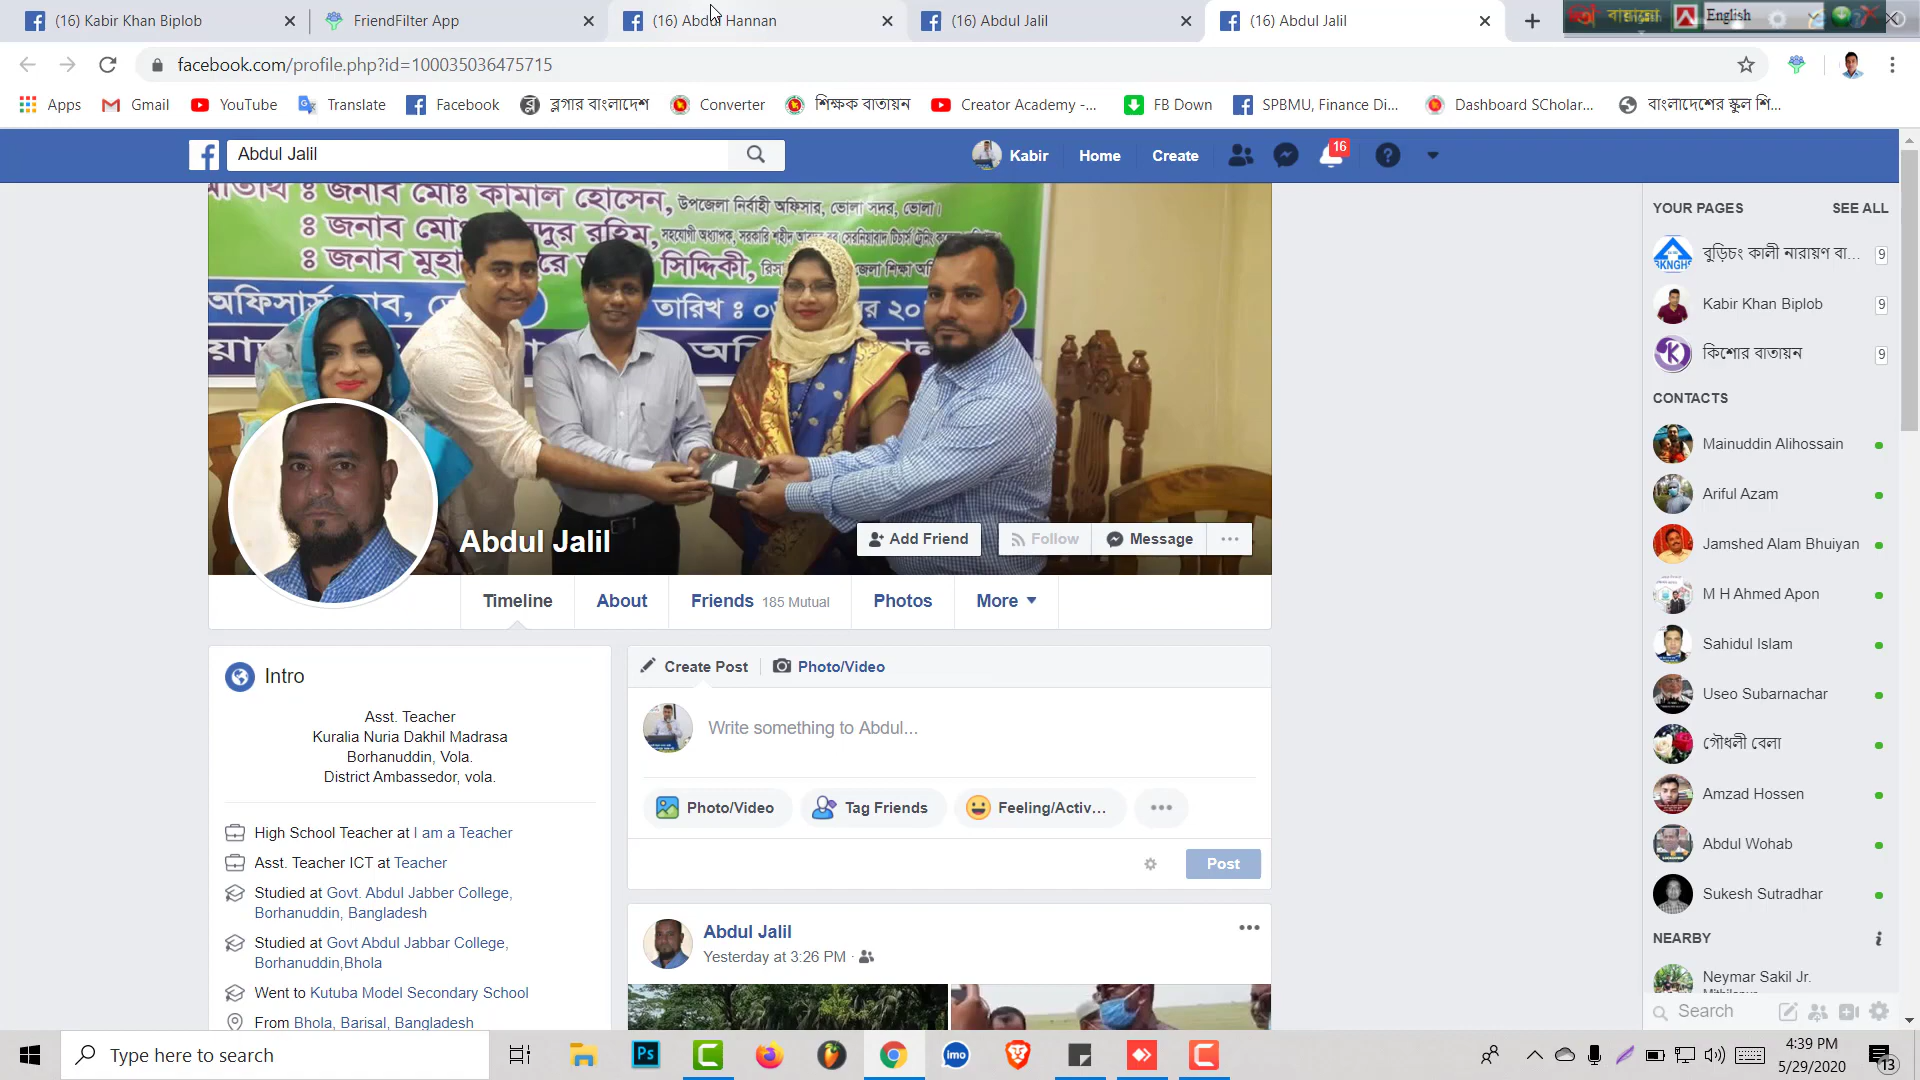 (16) Kabir Khan Biplob
FriendFilter App
(16) Abdul Hannan
(16) Abdul Jalil
(16) Abdul Jalil
English
facebook.com/profile.php?id=100035036475715
Apps
Gmail
YouTube
Translate
Facebook
ব্লগার বাংলাদেশ
Converter
শিক্ষক বাতায়ন
Creator Academy -...
FB Down
SPBMU, Finance Di...
Dashboard SCholar...
বাংলাদেশের স্কুল শি...
Abdul Jalil
Kabir
Home
Create
16
জনাব মোঃ কামাল হোসেন, উপজেলা নির্বাহী অফিসার, ভোলা সদর, ভোলা।
Abdul Jalil
Add Friend
Follow
Message
Timeline
About
Friends 185 Mutual
Photos
More
Intro
Asst. Teacher
Kuralia Nuria Dakhil Madrasa
Borhanuddin, Vola.
District Ambassedor, vola.
High School Teacher at I am a Teacher
Asst. Teacher ICT at Teacher
Studied at Govt. Abdul Jabber College,
Borhanuddin, Bangladesh
Studied at Govt Abdul Jabbar College,
Borhanuddin,Bhola
Went to Kutuba Model Secondary School
From Bhola, Barisal, Bangladesh
Create Post
Photo/Video
Write something to Abdul...
Photo/Video
Tag Friends
Feeling/Activ...
Post
Abdul Jalil
Yesterday at 3:26 PM
YOUR PAGES
SEE ALL
বুড়িচং কালী নারায়ণ বা...
9
Kabir Khan Biplob
9
কিশোর বাতায়ন
9
CONTACTS
Mainuddin Alihossain
Ariful Azam
Jamshed Alam Bhuiyan
M H Ahmed Apon
Sahidul Islam
Useo Subarnachar
গৌধলী বেলা
Amzad Hossen
Abdul Wohab
Sukesh Sutradhar
NEARBY
Neymar Sakil Jr.
Search
Type here to search
Ps
imo
4:39 PM
5/29/2020
13